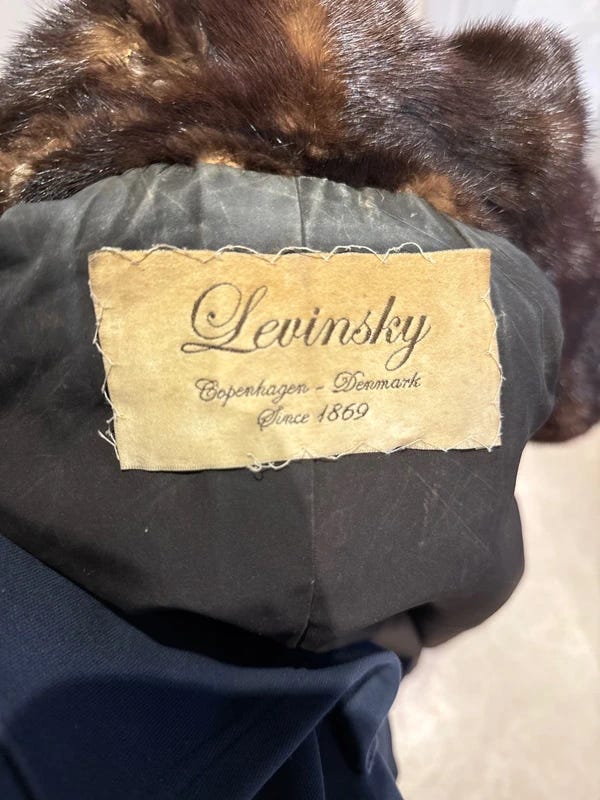 Levinsky
Copenhagen - Denmark
Since 1869